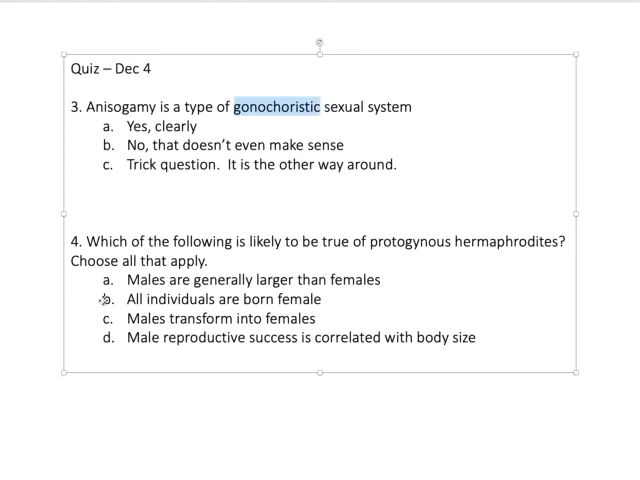 Quiz – Dec 4
3. Anisogamy is a type of gonochoristic sexual system
a. Yes, clearly
b. No, that doesn’t even make sense
c. Trick question.  It is the other way around.
4. Which of the following is likely to be true of protogynous hermaphrodites?
Choose all that apply.
a. Males are generally larger than females
b. All individuals are born female
c. Males transform into females
d. Male reproductive success is correlated with body size